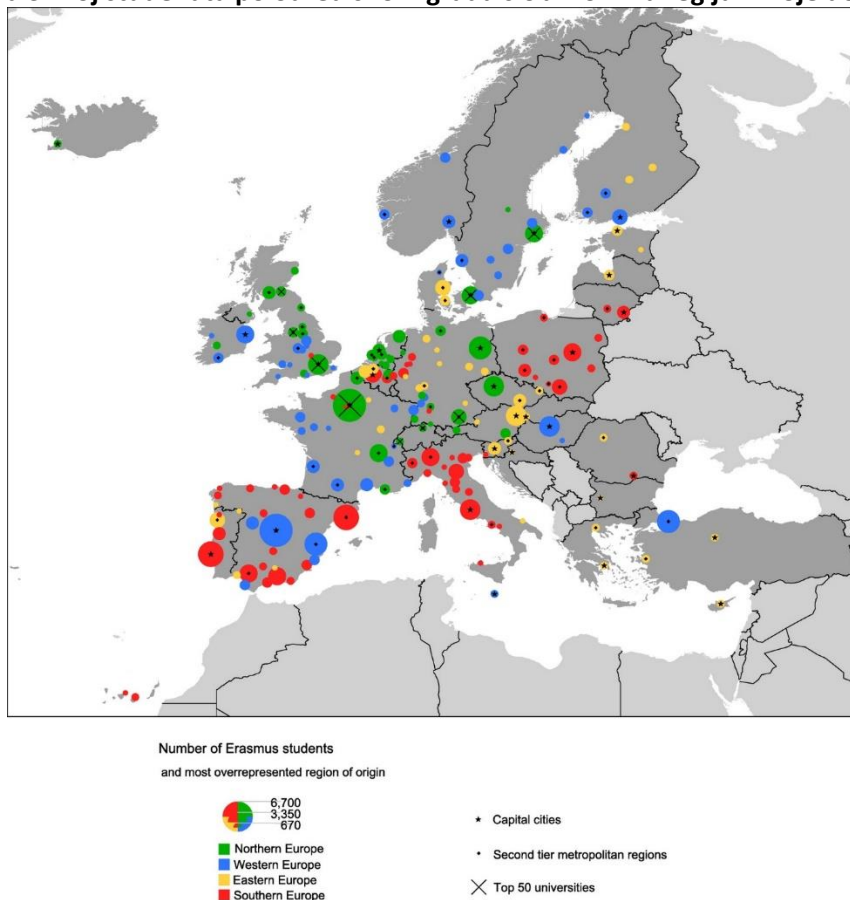 Number of Erasmus students
and most overrepresented region of origin
6,700
3,350
670
Northern Europe
Western Europe
Eastern Europe
Southern Europe
Capital cities
Second tier metropolitan regions
Top 50 universities